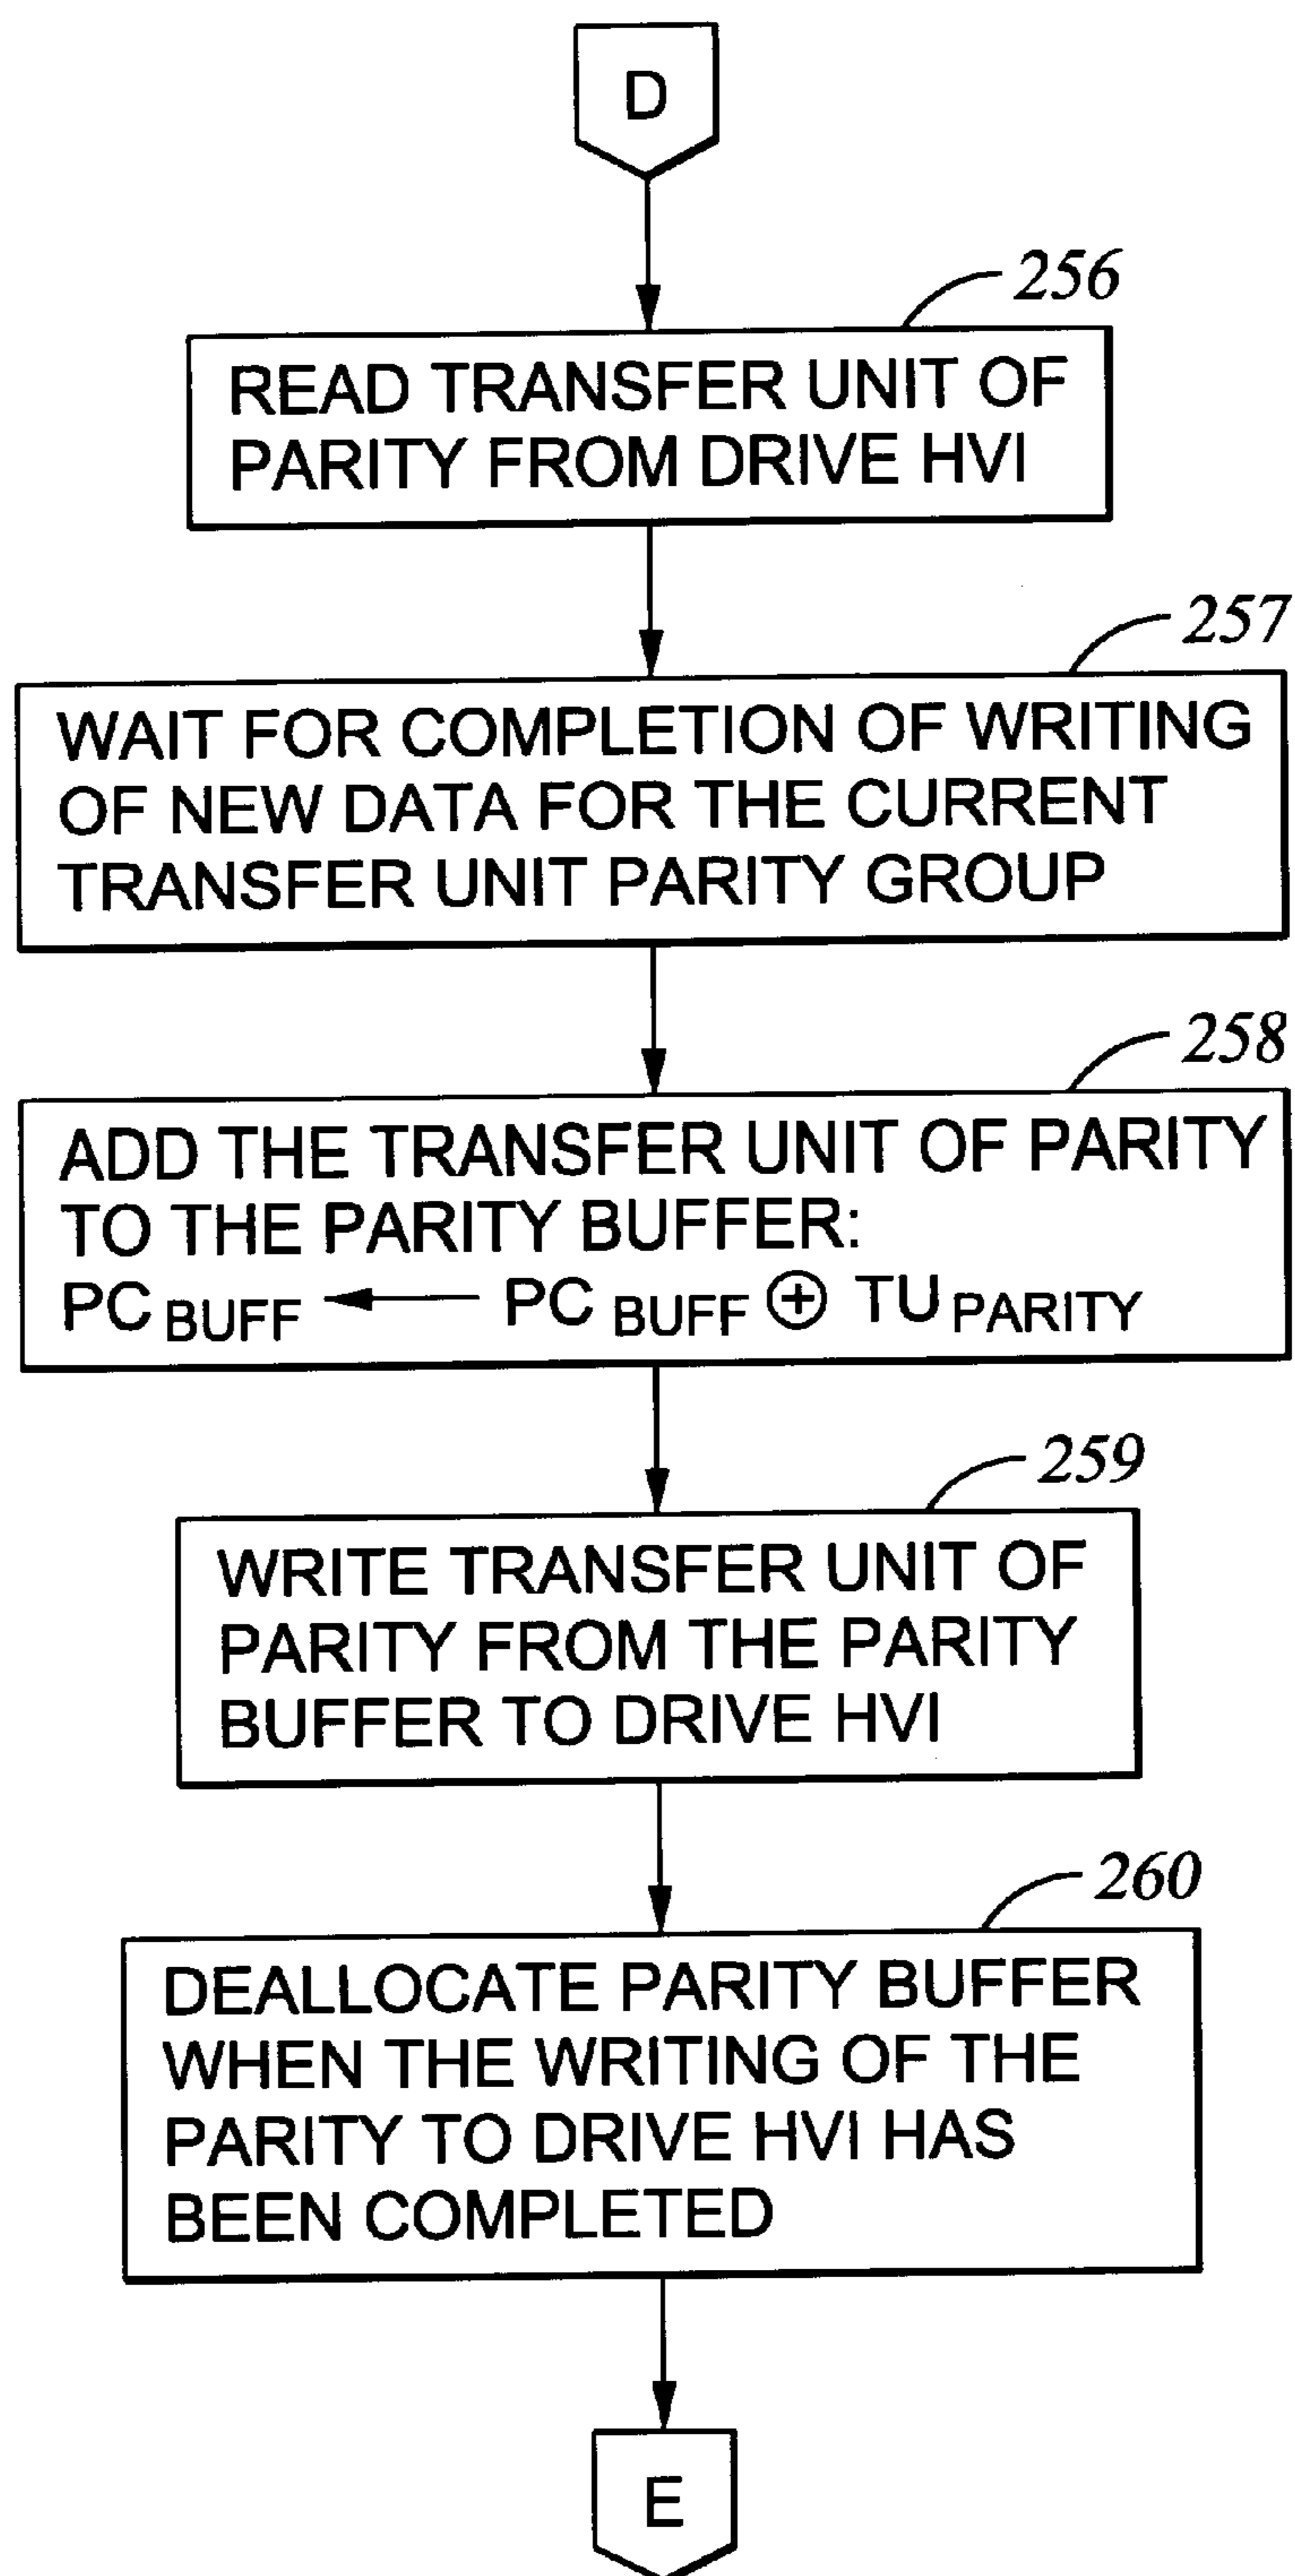 D
256
READ TRANSFER UNIT OF
PARITY FROM DRIVE HVI
257
WAIT FOR COMPLETION OF WRITING
OF NEW DATA FOR THE CURRENT
TRANSFER UNIT PARITY GROUP
258
ADD THE TRANSFER UNIT OF PARITY
TO THE PARITY BUFFER:
PC BUFF ← PC BUFF ⊕ TU PARITY
259
WRITE TRANSFER UNIT OF
PARITY FROM THE PARITY
BUFFER TO DRIVE HVI
260
DEALLOCATE PARITY BUFFER
WHEN THE WRITING OF THE
PARITY TO DRIVE HVI HAS
BEEN COMPLETED
E